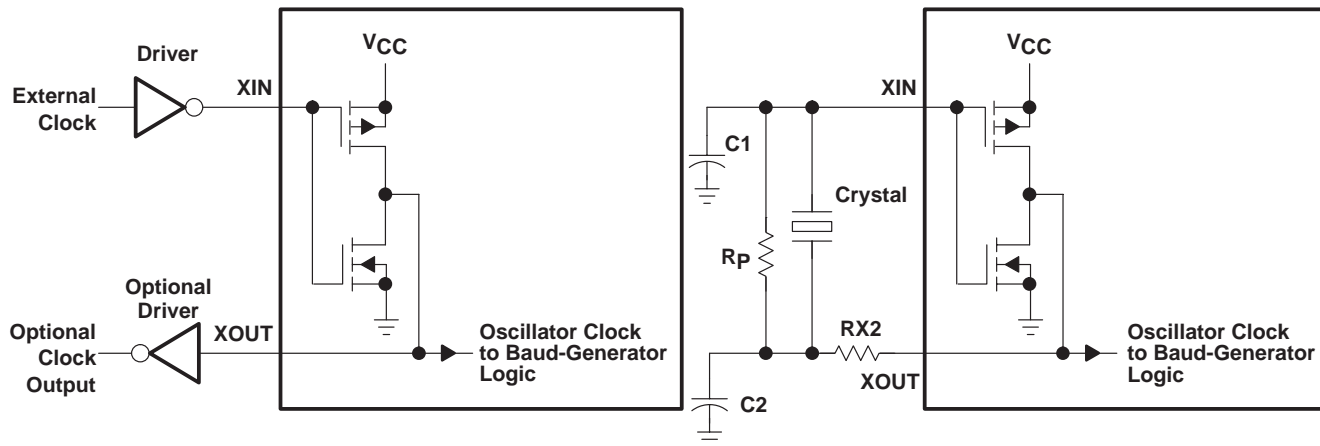 Driver
External
Clock
XIN
VCC
Optional
Driver
Optional
Clock
Output
XOUT
Oscillator Clock
to Baud-Generator
Logic
VCC
XIN
C1
Crystal
RP
RX2
XOUT
C2
Oscillator Clock
to Baud-Generator
Logic